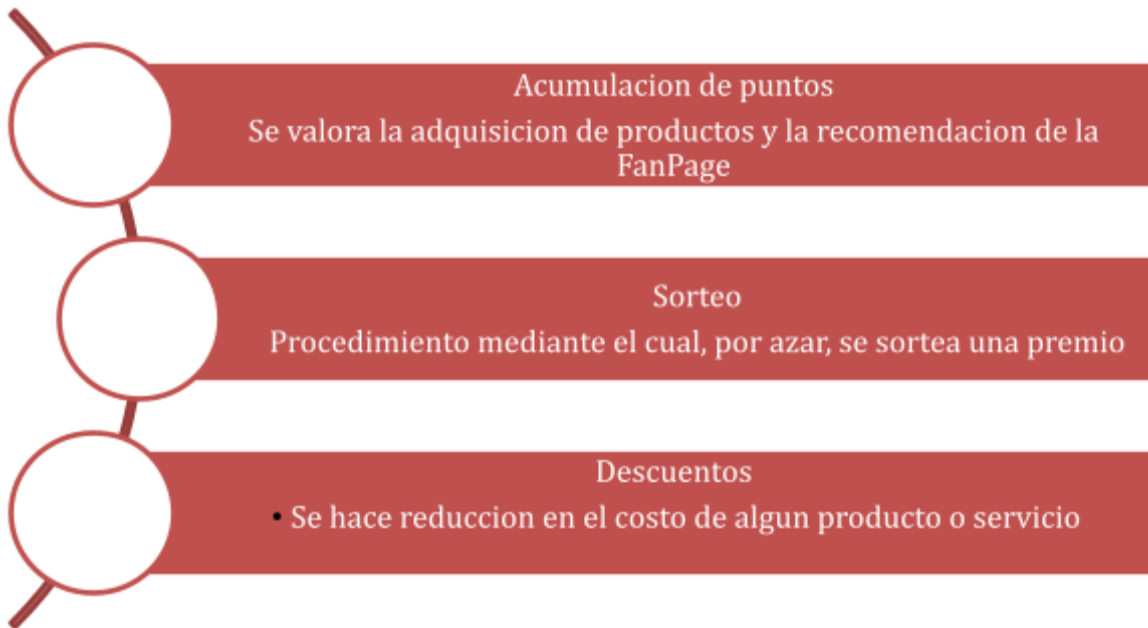 Acumulacion de puntos
Se valora la adquisicion de productos y la recomendacion de la
FanPage
Sorteo
Procedimiento mediante el cual, por azar, se sortea una premio
Descuentos
• Se hace reduccion en el costo de algun producto o servicio